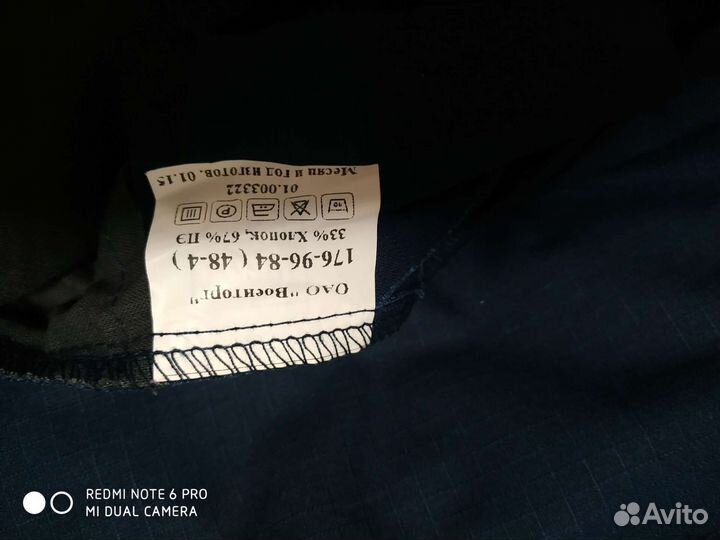 ОАО "Военторг"
176-96-84 ( 48-4 )
33% Хлопок, 67% ПЭ
01.003322
Месяц и год изготов. 01.15
REDMI NOTE 6 PRO
MI DUAL CAMERA
Avito